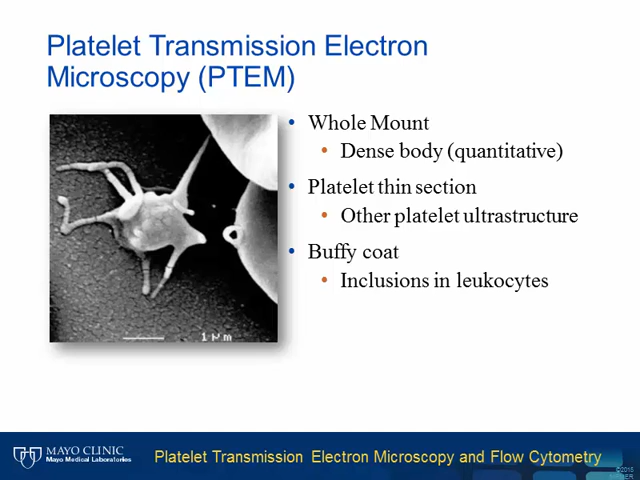 Platelet Transmission Electron
Microscopy (PTEM)
• Whole Mount
• Dense body (quantitative)
• Platelet thin section
• Other platelet ultrastructure
• Buffy coat
• Inclusions in leukocytes
1 µm
MAYO CLINIC
Mayo Medical Laboratories
Platelet Transmission Electron Microscopy and Flow Cytometry